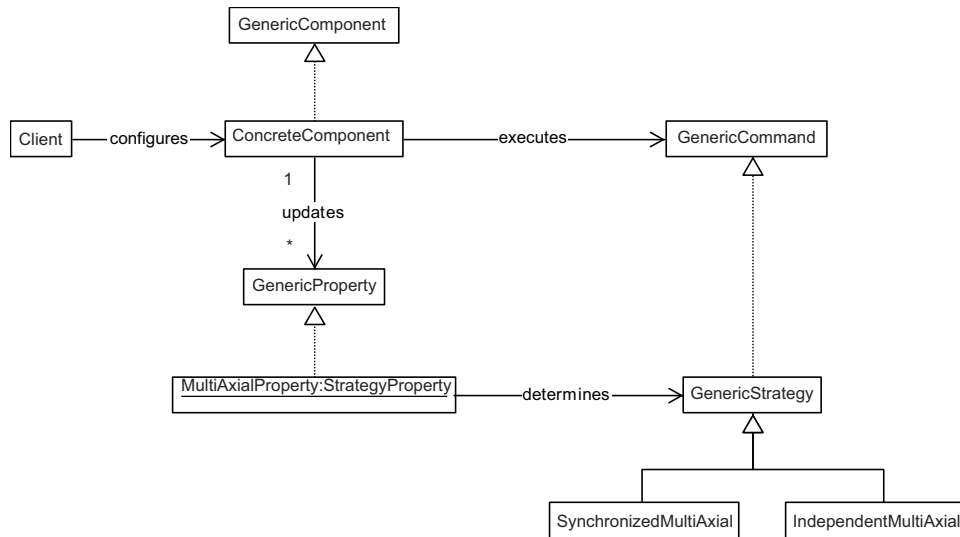 GenericComponent
Client
configures
ConcreteComponent
executes
GenericCommand
1
updates
*
GenericProperty
MultiAxialProperty:StrategyProperty
determines
GenericStrategy
SynchronizedMultiAxial
IndependentMultiAxial